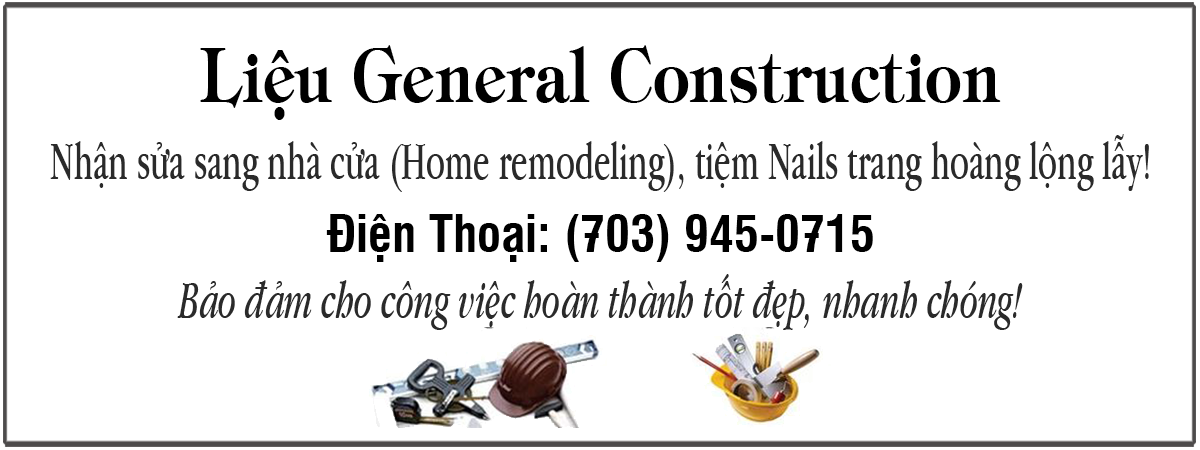 Liệu General Construction
Nhận sửa sang nhà cửa (Home remodeling), tiệm Nails trang hoàng lộng lẫy!
Điện Thoại: (703) 945-0715
Bảo đảm cho công việc hoàn thành tốt đẹp, nhanh chóng!